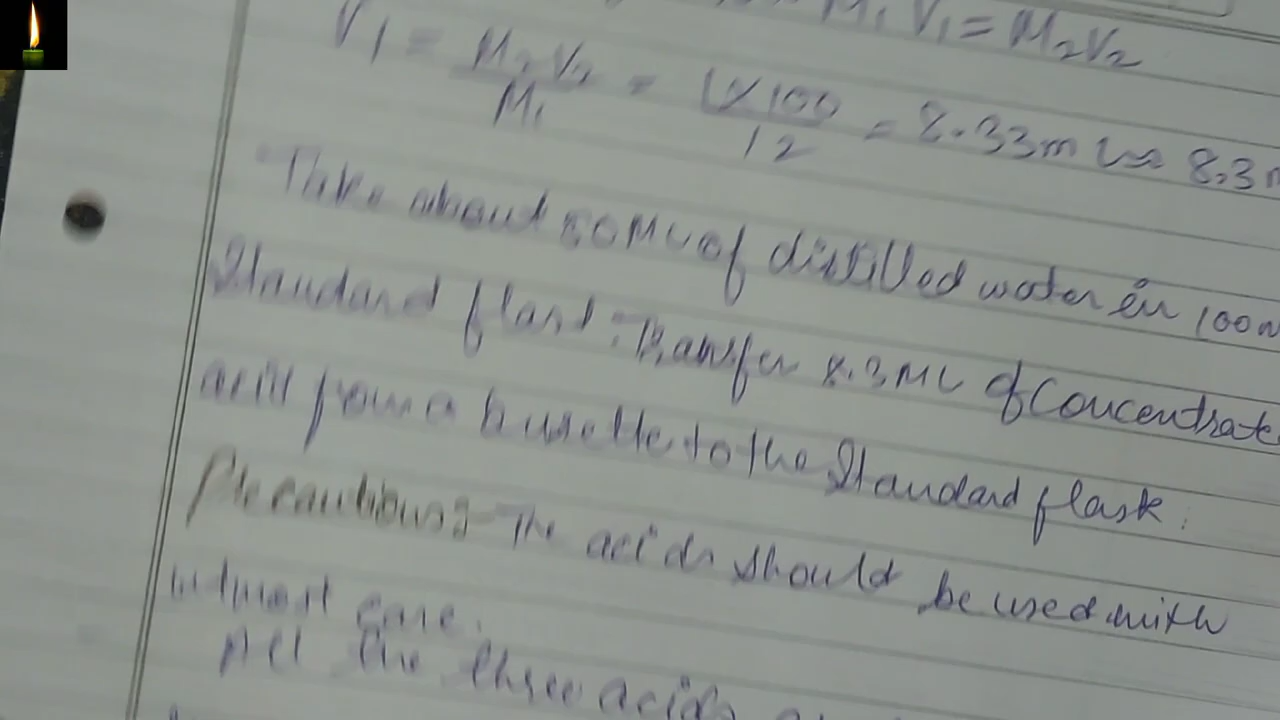 M₁V₁ = M₂V₂
V₁ = M₂V₂ / M₁ = 1×100 / 12 = 8.33mL ≈ 8.3
Take about 50ML of distilled water in 100
Standard flask. Transfer 8.3ML of Concentrate
acid from a burette to the Standard flask.
Precautions:- The acids should be used with
utmost care.
All the three acids